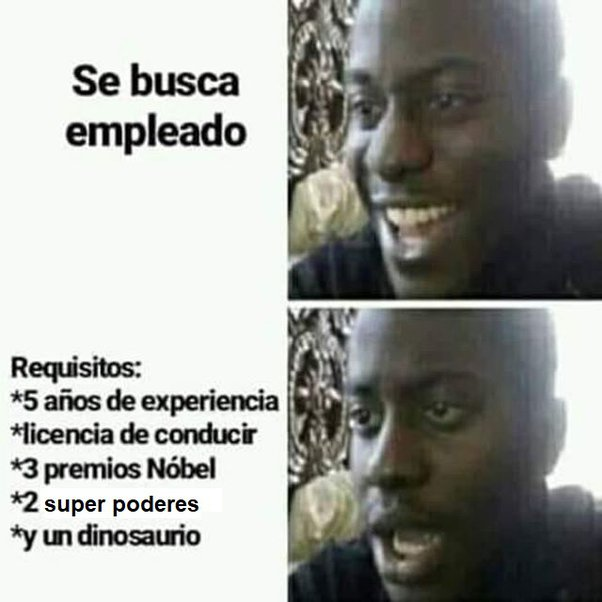 Se busca
empleado
Requisitos:
*5 años de experiencia
*licencia de conducir
*3 premios Nóbel
*2 super poderes
*y un dinosaurio